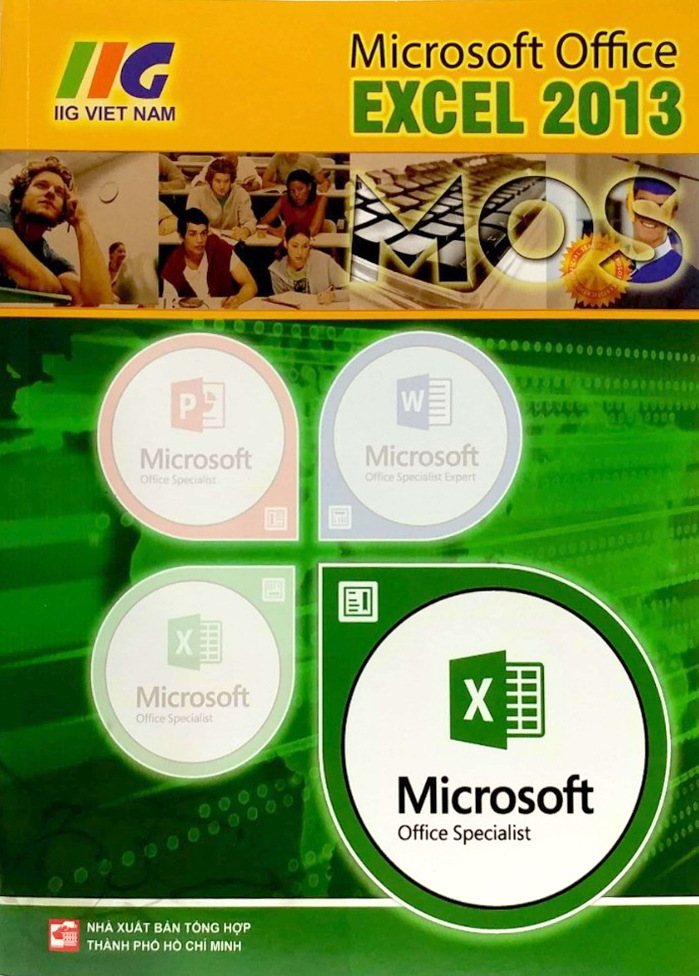 IIG
IIG VIET NAM
Microsoft Office
EXCEL 2013
MOS
P
Microsoft
Office Specialist
W
Microsoft
Office Specialist Expert
X
Microsoft
Office Specialist
X
Microsoft
Office Specialist
NHÀ XUẤT BẢN TỔNG HỢP
THÀNH PHỐ HỒ CHÍ MINH